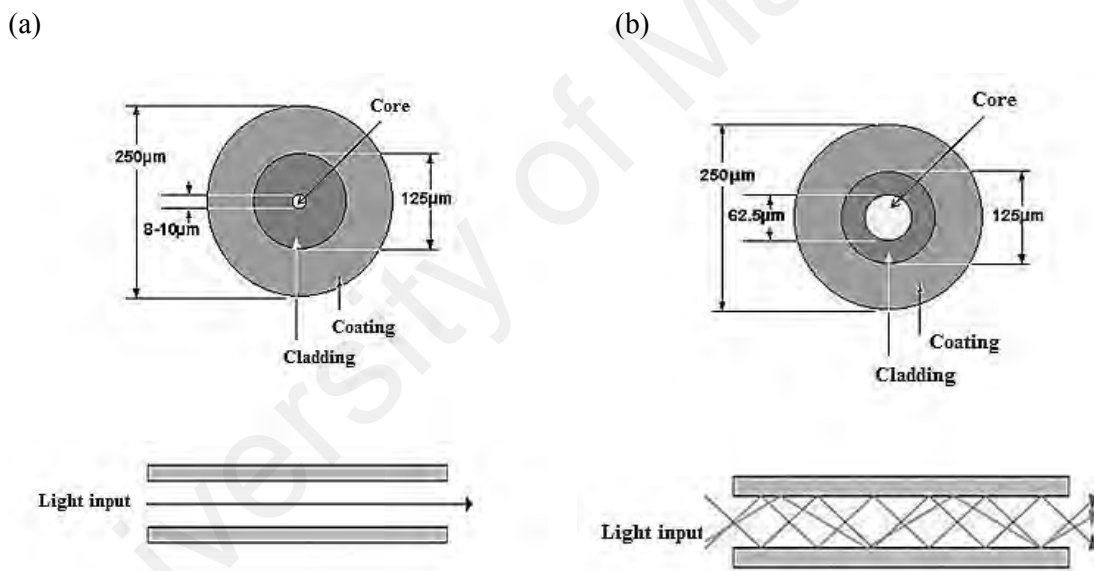 (a)
(b)
Core
250µm
125µm
8-10µm
Coating
Cladding
Core
250µm
62.5µm
125µm
Coating
Cladding
Light input
Light input